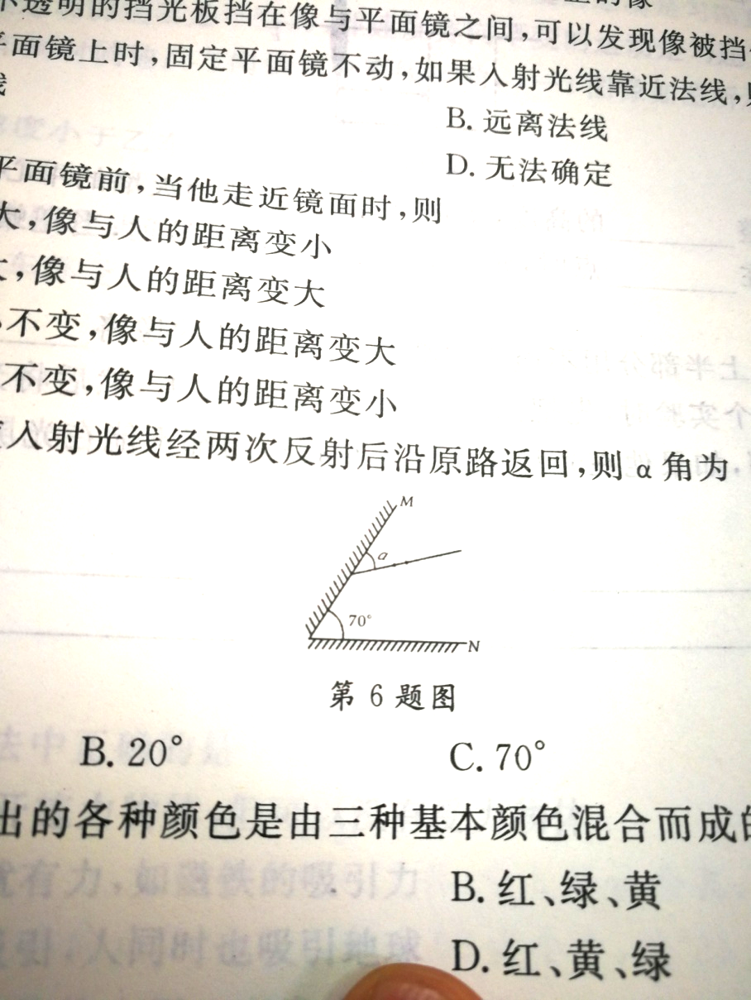 透明的挡光板挡在像与平面镜之间,可以发现像被挡
面镜上时,固定平面镜不动,如果入射光线靠近法线,
B. 远离法线
D. 无法确定
平面镜前,当他走近镜面时,则
大,像与人的距离变小
,像与人的距离变大
不变,像与人的距离变大
不变,像与人的距离变小
入射光线经两次反射后沿原路返回,则 α 角为
M
α
70°
N
第 6 题图
B. 20°
C. 70°
出的各种颜色是由三种基本颜色混合而成的
B. 红、绿、黄
D. 红、黄、绿